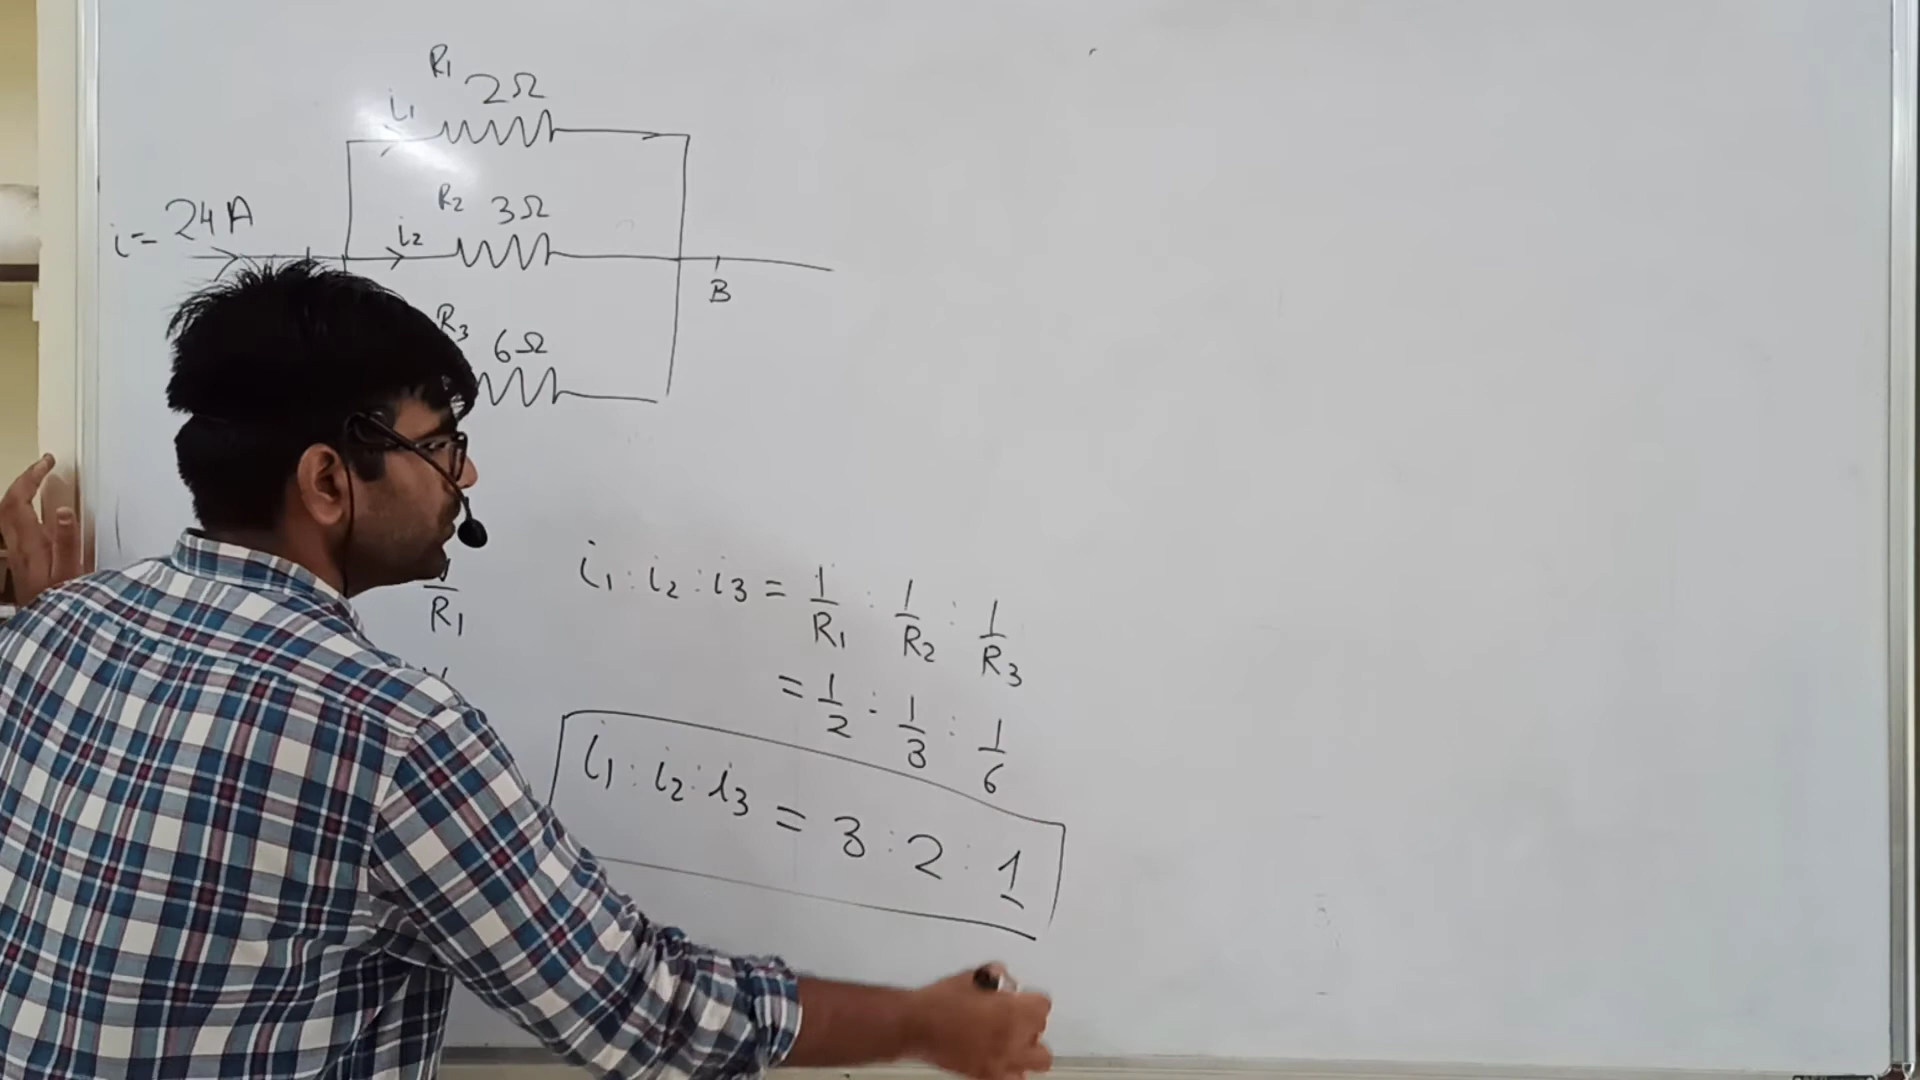 R1 2Ω
i1
R2 3Ω
i = 24A
i2
B
R3
6Ω
R1
i1 : i2 : i3 = 1/R1 : 1/R2 : 1/R3
= 1/2 : 1/3 : 1/6
i1 : i2 : i3 = 3 : 2 : 1